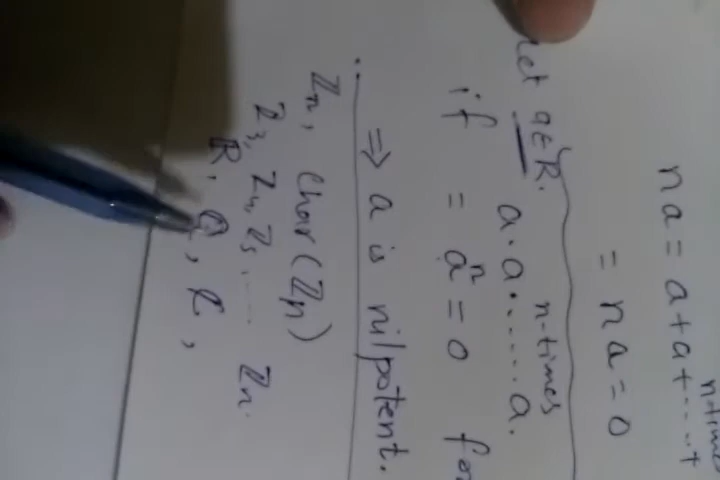 n-times
na = a + a + .... +
= na = 0
let a ∈ R.
n-times
a . a . ...... a.
if = aⁿ = 0 for
⇒ a is nilpotent.
ℤn, char(ℤn)
ℤ3, ℤ4, ℤ5 .... ℤn.
ℝ, ℚ, ℂ,